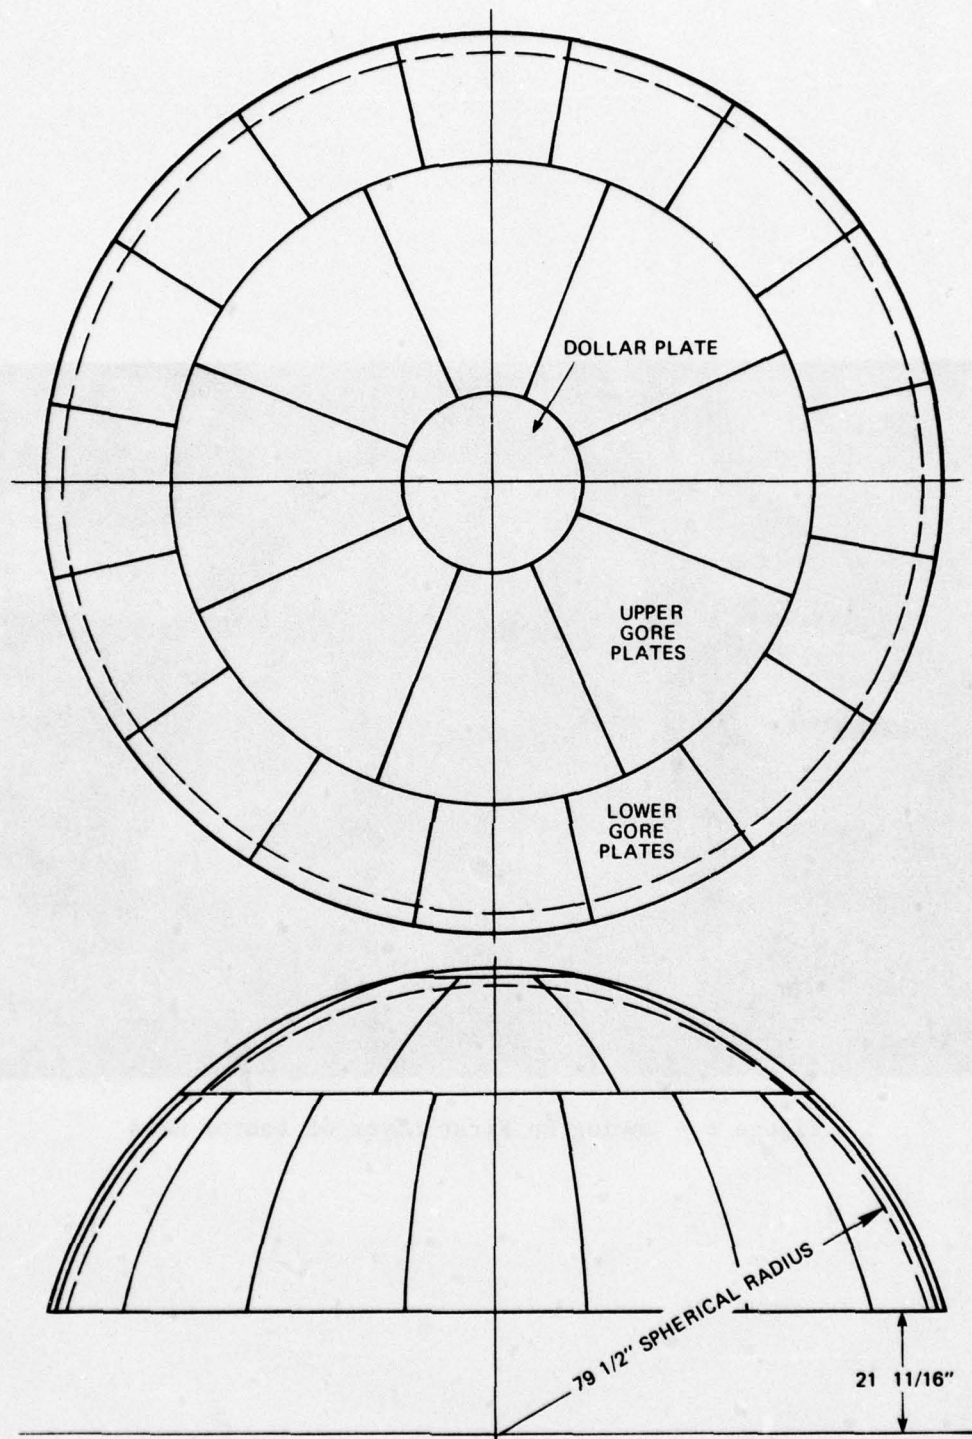 DOLLAR PLATE
UPPER
GORE
PLATES
LOWER
GORE
PLATES
79 1/2" SPHERICAL RADIUS
21 11/16"